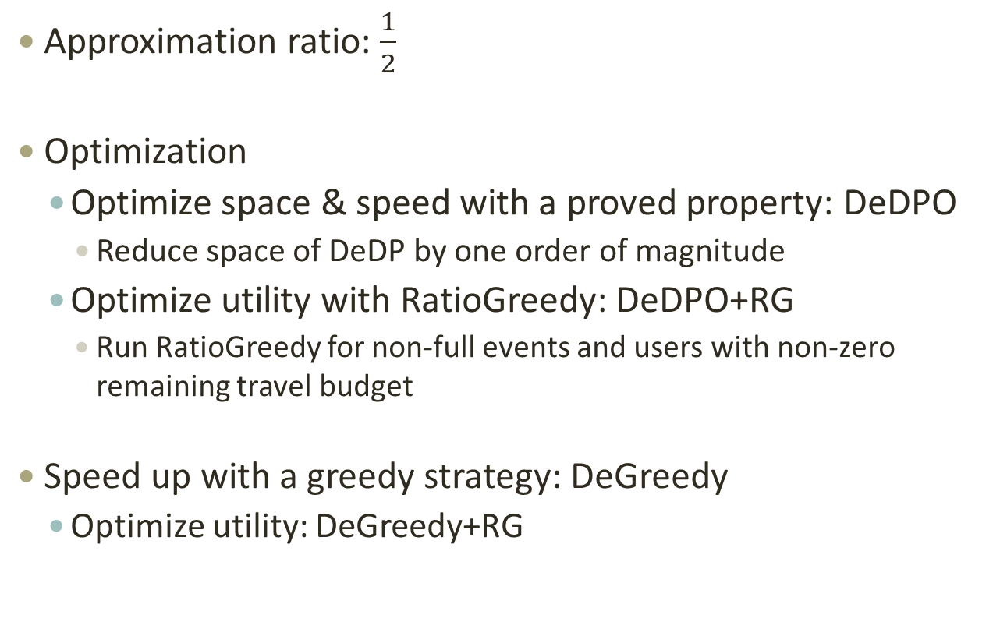 • Approximation ratio: 1/2
• Optimization
• Optimize space & speed with a proved property: DeDPO
• Reduce space of DeDP by one order of magnitude
• Optimize utility with RatioGreedy: DeDPO+RG
• Run RatioGreedy for non-full events and users with non-zero
remaining travel budget
• Speed up with a greedy strategy: DeGreedy
• Optimize utility: DeGreedy+RG